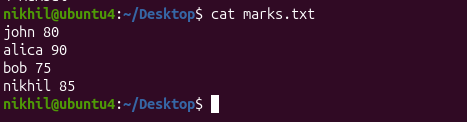 nikhil@ubuntu4:~/Desktop$ cat marks.txt
john 80
alica 90
bob 75
nikhil 85
nikhil@ubuntu4:~/Desktop$